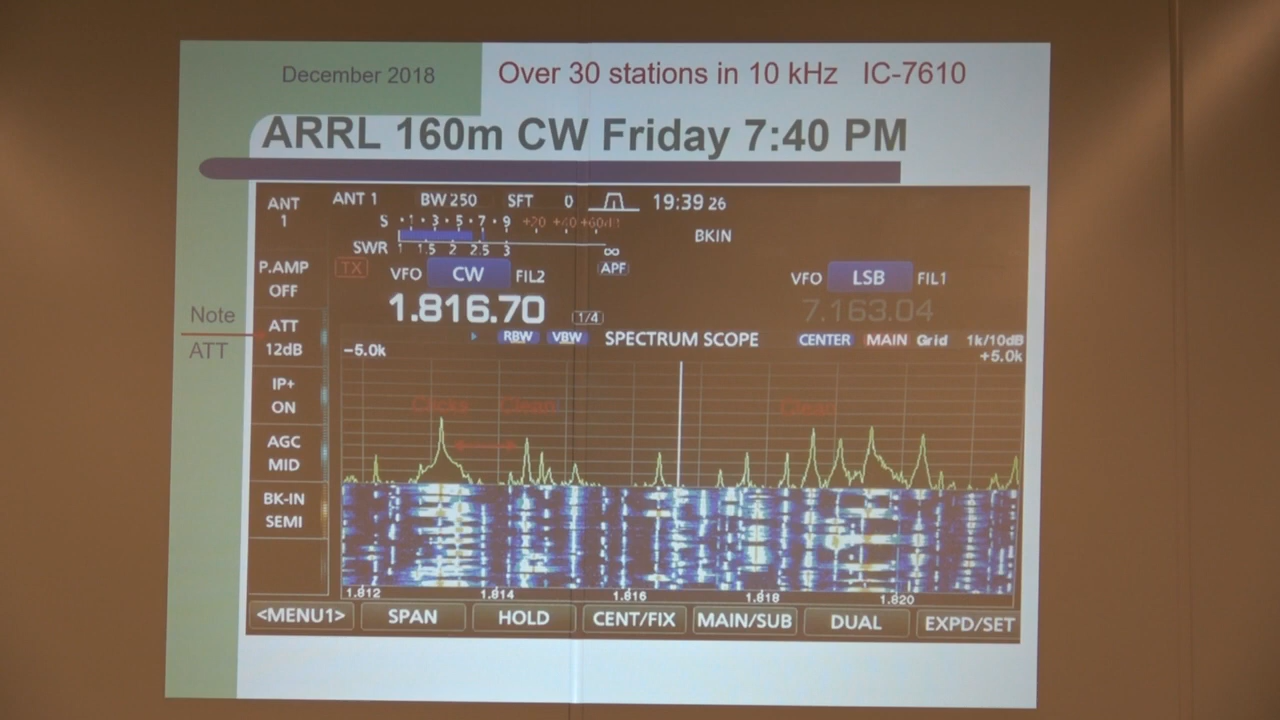 December 2018
Over 30 stations in 10 kHz IC-7610
ARRL 160m CW Friday 7:40 PM
ANT 1
ANT 1 BW 250 SFT 0 19:39 26
S 1 3 5 7 9 +20 +40 +60dB
BKIN
SWR 1 1.5 2 2.5 3 ∞
P.AMP OFF
TX VFO CW FIL2 APF
VFO LSB FIL1
1.816.70 1/4
7.163.04
Note
ATT
ATT 12dB
RBW VBW SPECTRUM SCOPE CENTER MAIN Grid 1k/10dB
−5.0k +5.0k
IP+ ON
Clicks Clean Clean
AGC MID
BK-IN SEMI
1.812 1.814 1.816 1.818 1.820
<MENU1> SPAN HOLD CENT/FIX MAIN/SUB DUAL EXPD/SET